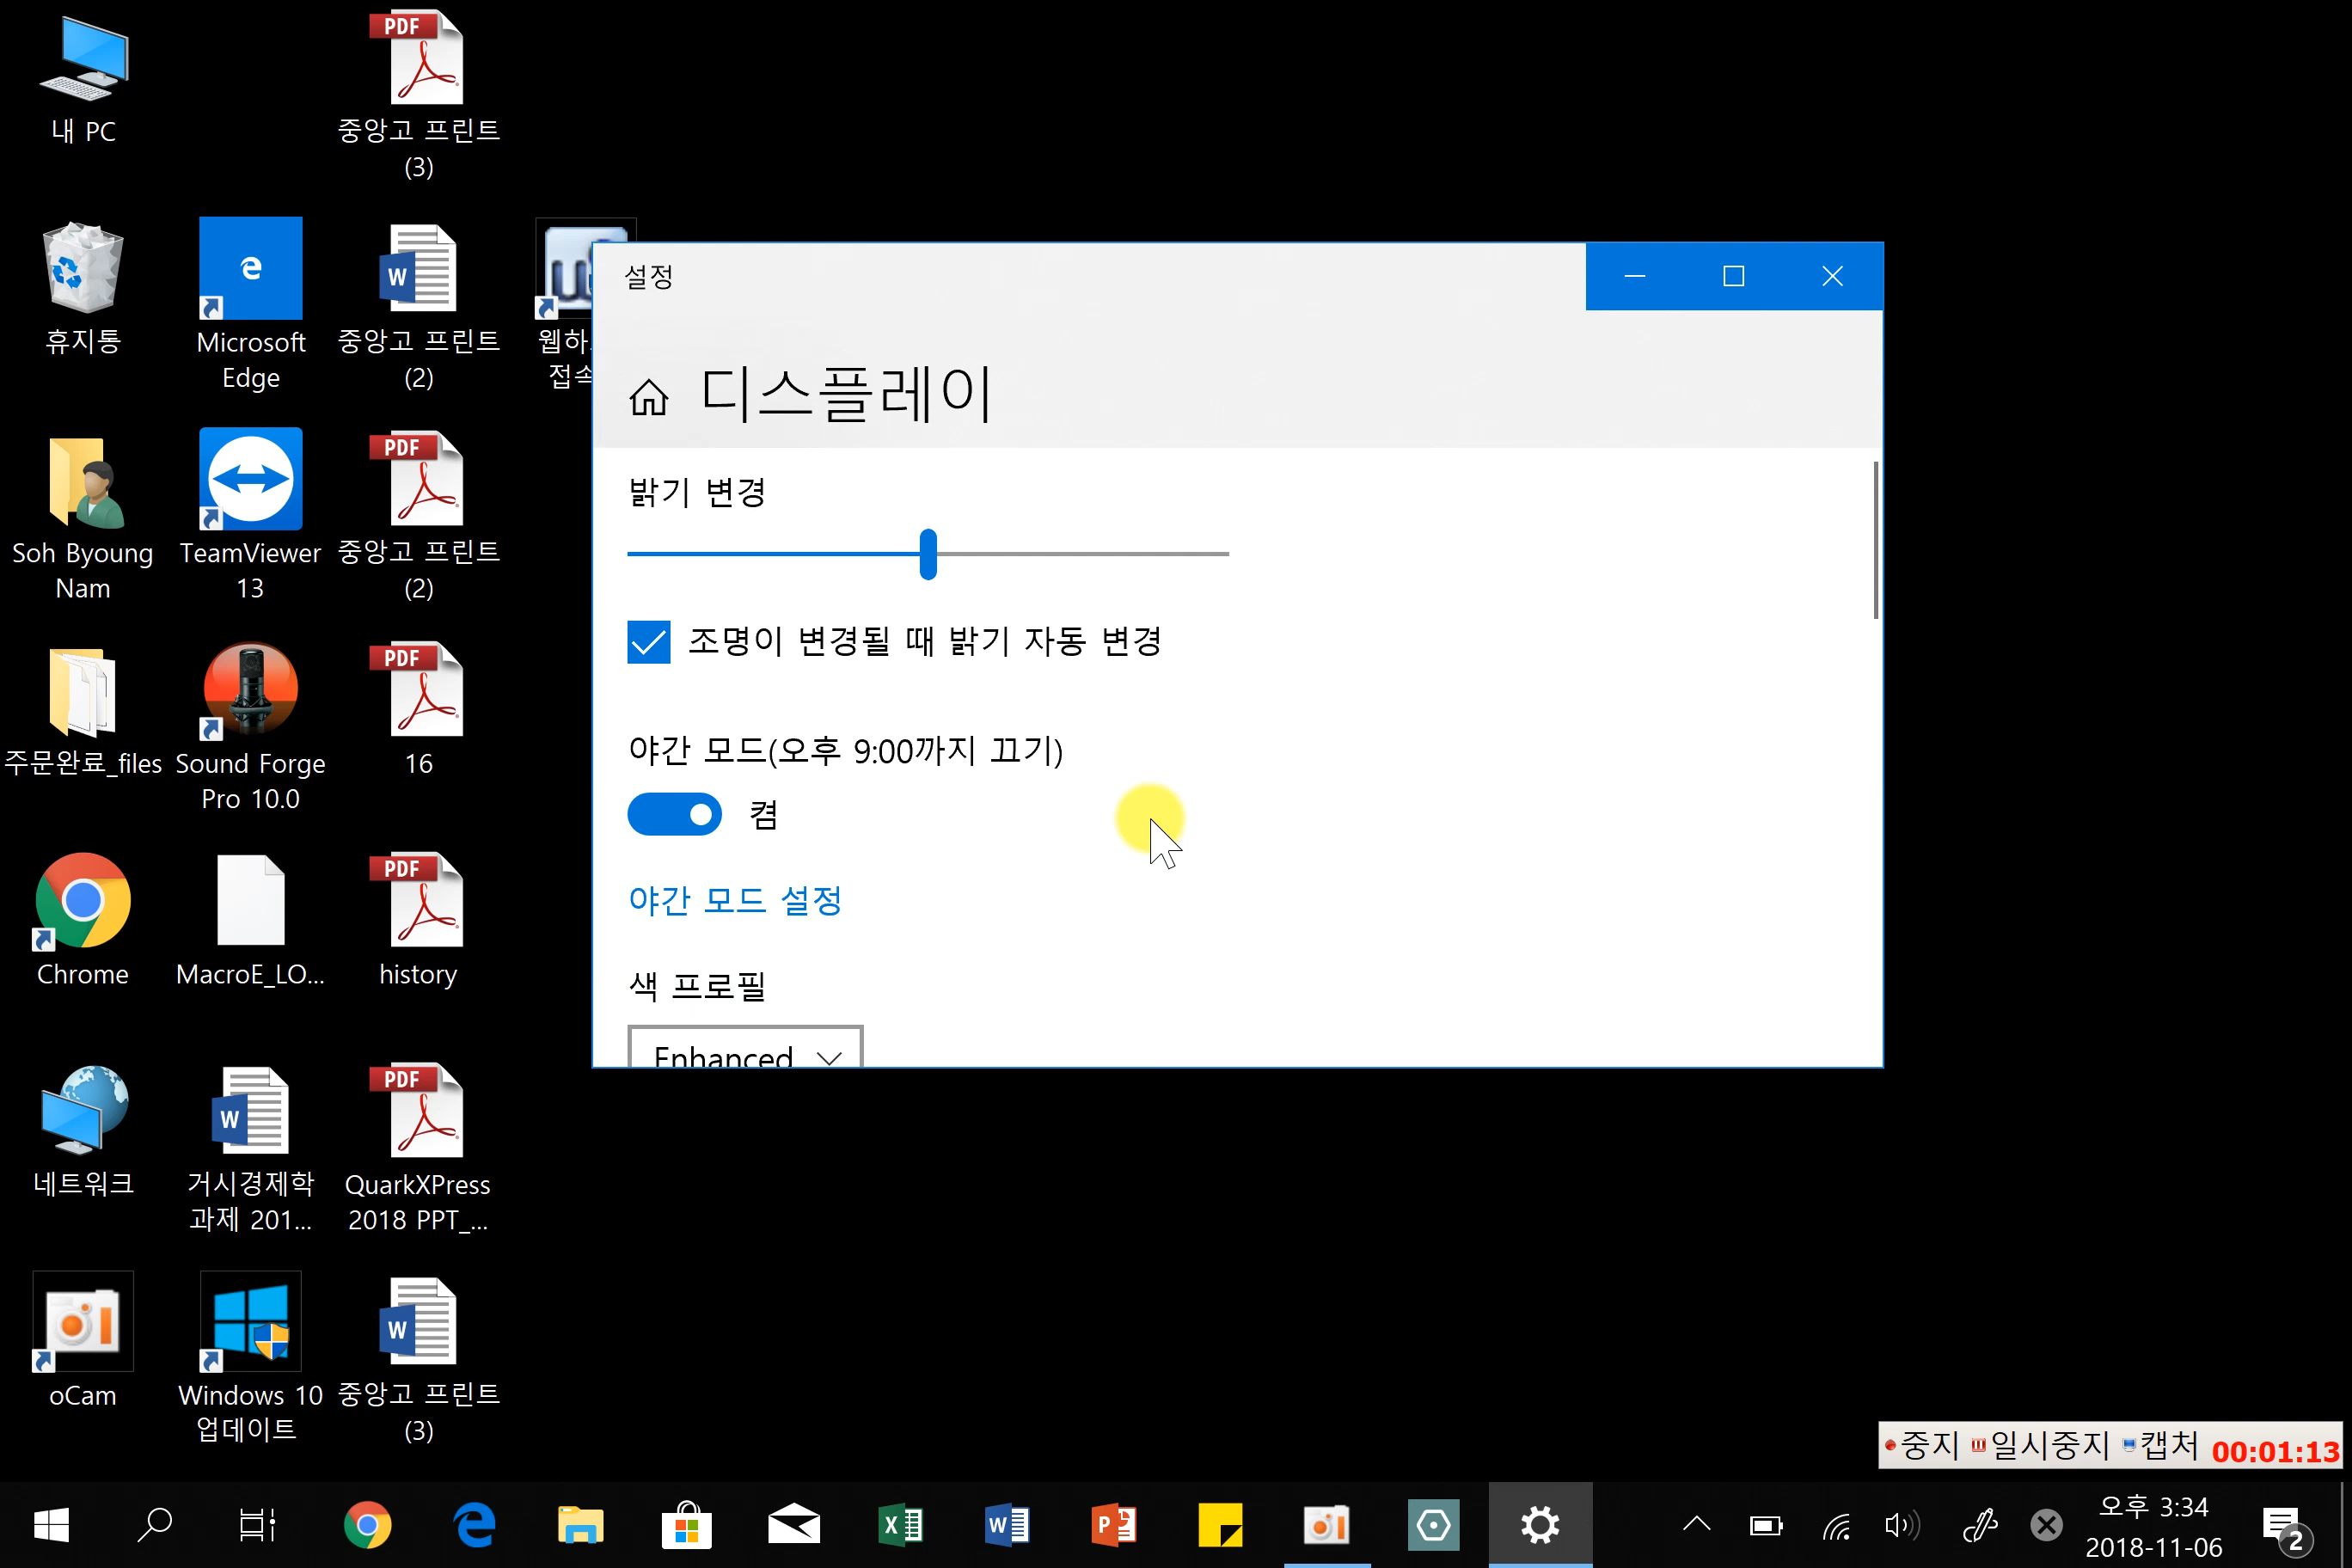 내 PC
PDF
중앙고 프린트
(3)
휴지통
Microsoft
Edge
중앙고 프린트
(2)
접속
Soh Byoung
Nam
TeamViewer
13
PDF
중앙고 프린트
(2)
주문완료_files
Sound Forge
Pro 10.0
PDF
16
Chrome
MacroE_LO...
PDF
history
네트워크
거시경제학
과제 201...
PDF
QuarkXPress
2018 PPT_...
oCam
Windows 10
업데이트
중앙고 프린트
(3)
설정
디스플레이
밝기 변경
조명이 변경될 때 밝기 자동 변경
야간 모드(오후 9:00까지 끄기)
켬
야간 모드 설정
색 프로필
Enhanced
중지 일시중지 캡처 00:01:13
오후 3:34
2018-11-06
2